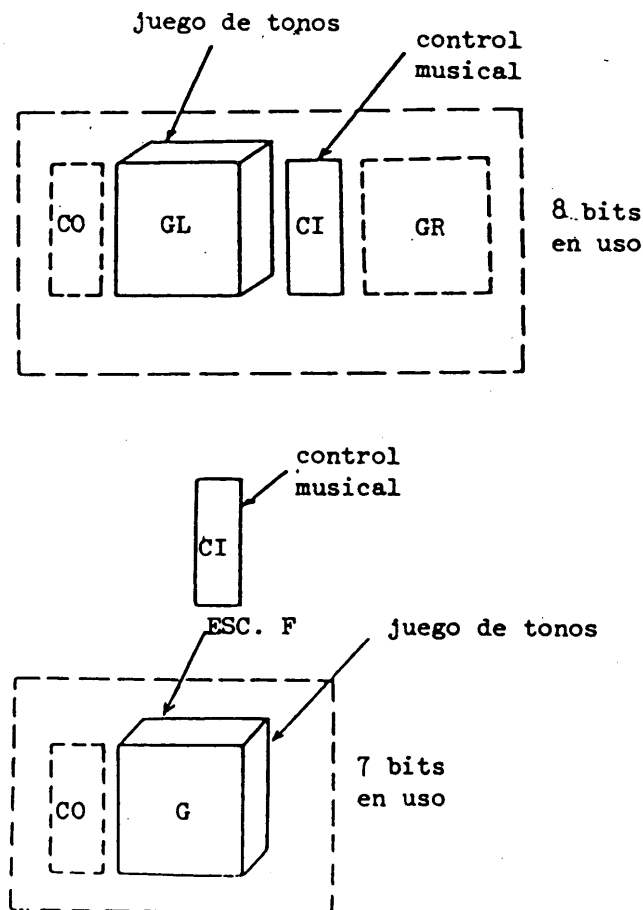 juego de tonos
control
musical
CO
GL
CI
GR
8 bits
en uso
control
musical
CI
ESC. F
juego de tonos
CO
G
7 bits
en uso